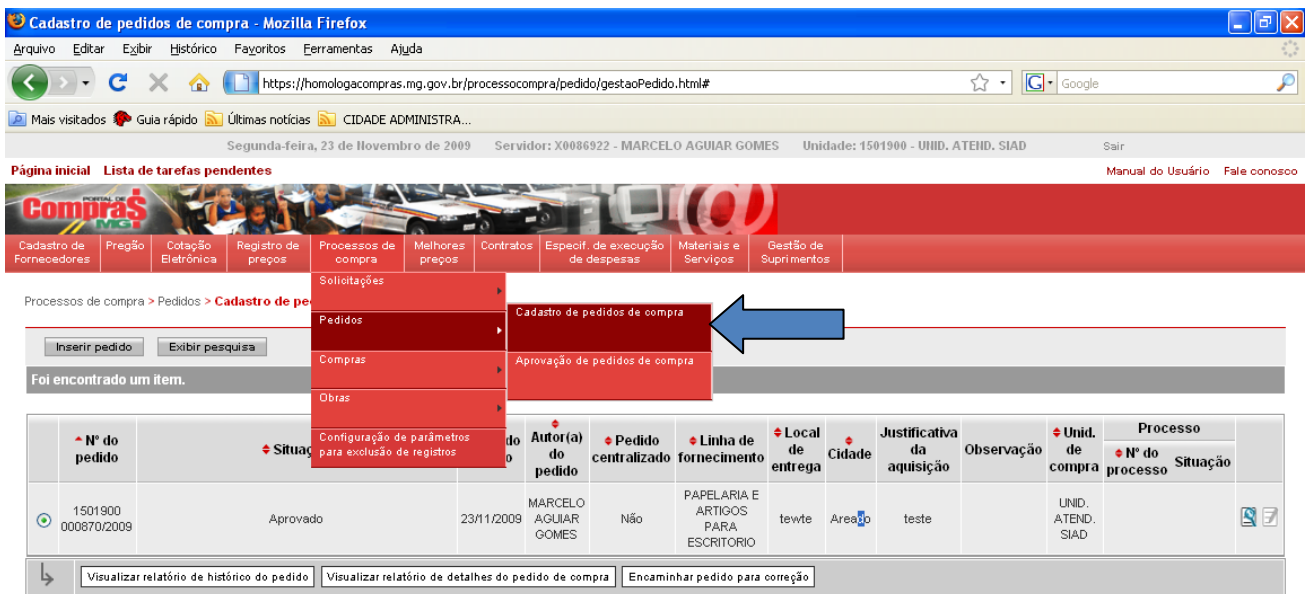 Cadastro de pedidos de compra - Mozilla Firefox
Arquivo Editar Exibir Histórico Favoritos Ferramentas Ajuda
https://homologacompras.mg.gov.br/processocompra/pedido/gestaoPedido.html#
G Google
Mais visitados Guia rápido Últimas notícias CIDADE ADMINISTRA...
Segunda-feira, 23 de Novembro de 2009 Servidor: X0086922 - MARCELO AGUIAR GOMES Unidade: 1501900 - UNID. ATEND. SIAD Sair
Página inicial Lista de tarefas pendentes Manual do Usuário Fale conosco
PORTAL DE
Compras
MG
@
Cadastro de Fornecedores Pregão Cotação Eletrônica Registro de preços Processos de compra Melhores preços Contratos Especif. de execução de despesas Materiais e Serviços Gestão de Suprimentos
Solicitações
Processos de compra > Pedidos > Cadastro de pe
Pedidos
Cadastro de pedidos de compra
Inserir pedido Exibir pesquisa
Compras
Aprovação de pedidos de compra
Foi encontrado um item.
Obras
Configuração de parâmetros
para exclusão de registros
Nº do pedido Situaç do o Autor(a) do pedido Pedido centralizado Linha de fornecimento Local de entrega Cidade Justificativa da aquisição Observação Unid. de compra Processo Nº do processo Situação
1501900 000870/2009 Aprovado 23/11/2009 MARCELO AGUIAR GOMES Não PAPELARIA E ARTIGOS PARA ESCRITORIO tewte Areado teste UNID. ATEND. SIAD
Visualizar relatório de histórico do pedido Visualizar relatório de detalhes do pedido de compra Encaminhar pedido para correção